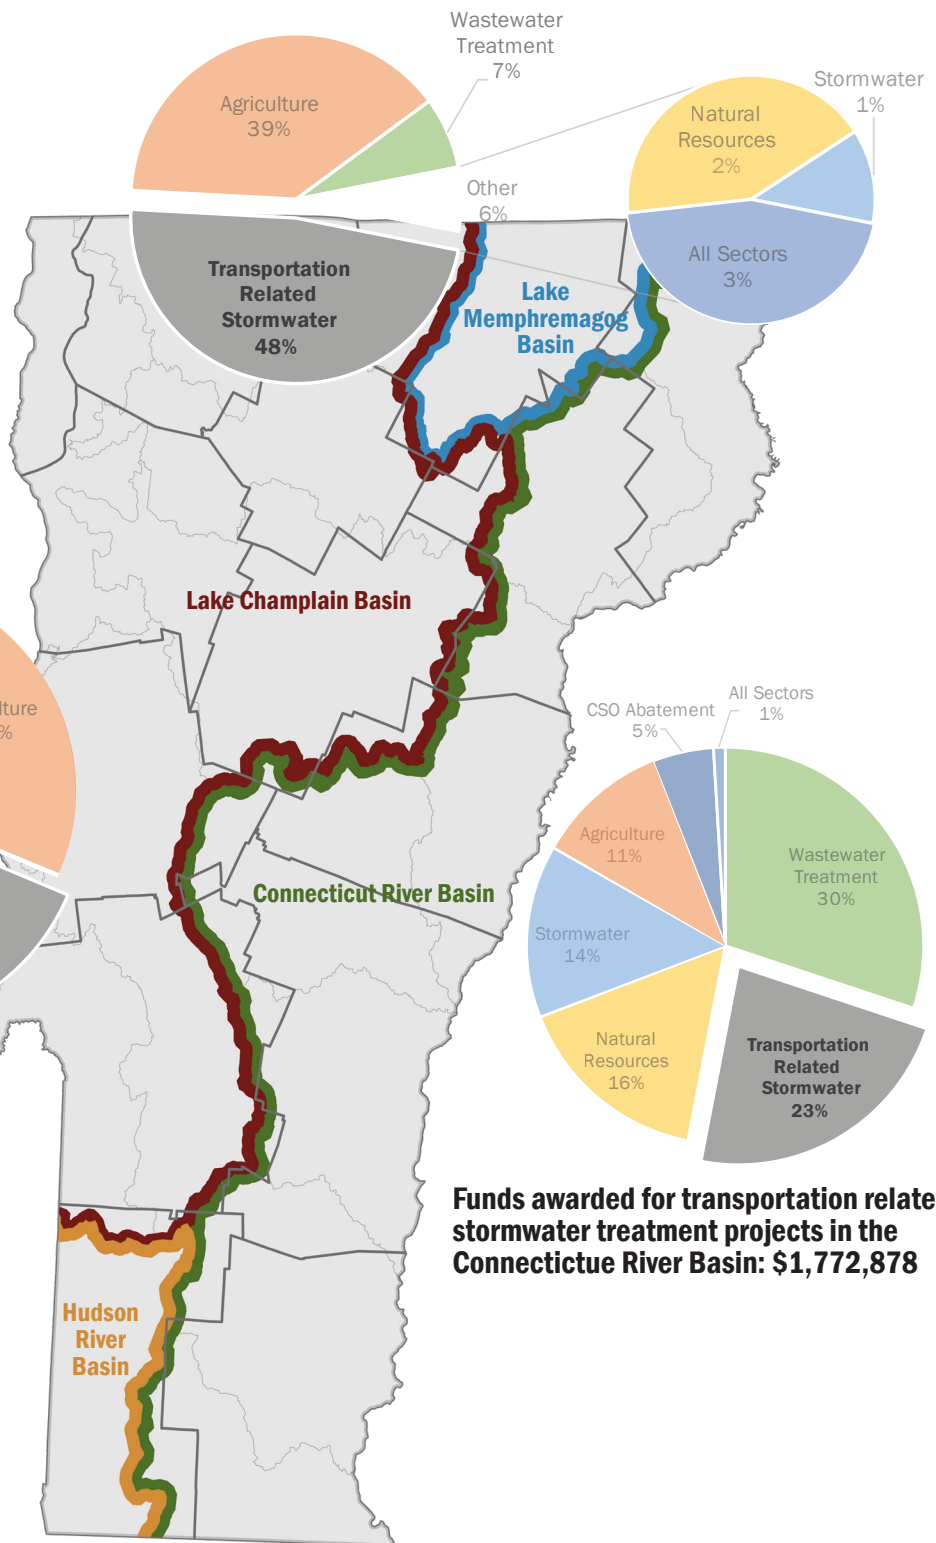 Wastewater
Treatment
7%
Agriculture
39%
Stormwater
1%
Natural
Resources
2%
Other
6%
All Sectors
3%
Transportation
Related
Stormwater
48%
Lake
Memphremagog
Basin
Lake Champlain Basin
lture
%
All Sectors
1%
CSO Abatement
5%
Agriculture
11%
Wastewater
Treatment
30%
Connecticut River Basin
Stormwater
14%
Natural
Resources
16%
Transportation
Related
Stormwater
23%
Funds awarded for transportation relate
stormwater treatment projects in the
Connectictue River Basin: $1,772,878
Hudson
River
Basin